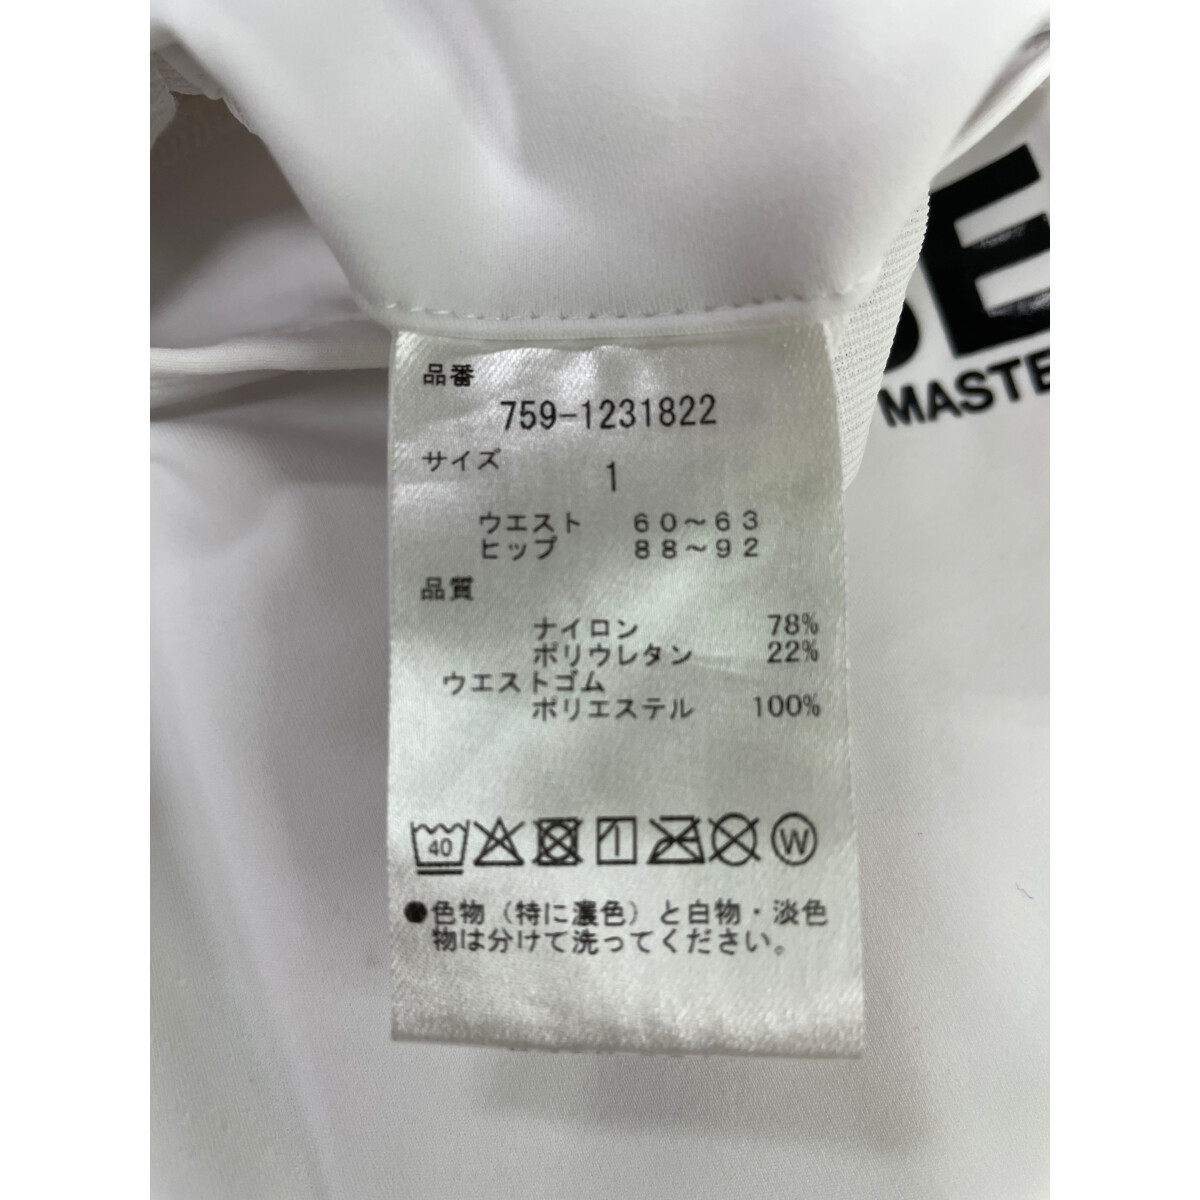 品番
759-1231822
サイズ
1
ウエスト 60～63
ヒップ 88～92
品質
ナイロン 78%
ポリウレタン 22%
ウエストゴム
ポリエステル 100%
40
W
●色物（特に濃色）と白物・淡色
物は分けて洗ってください。
E
MASTE